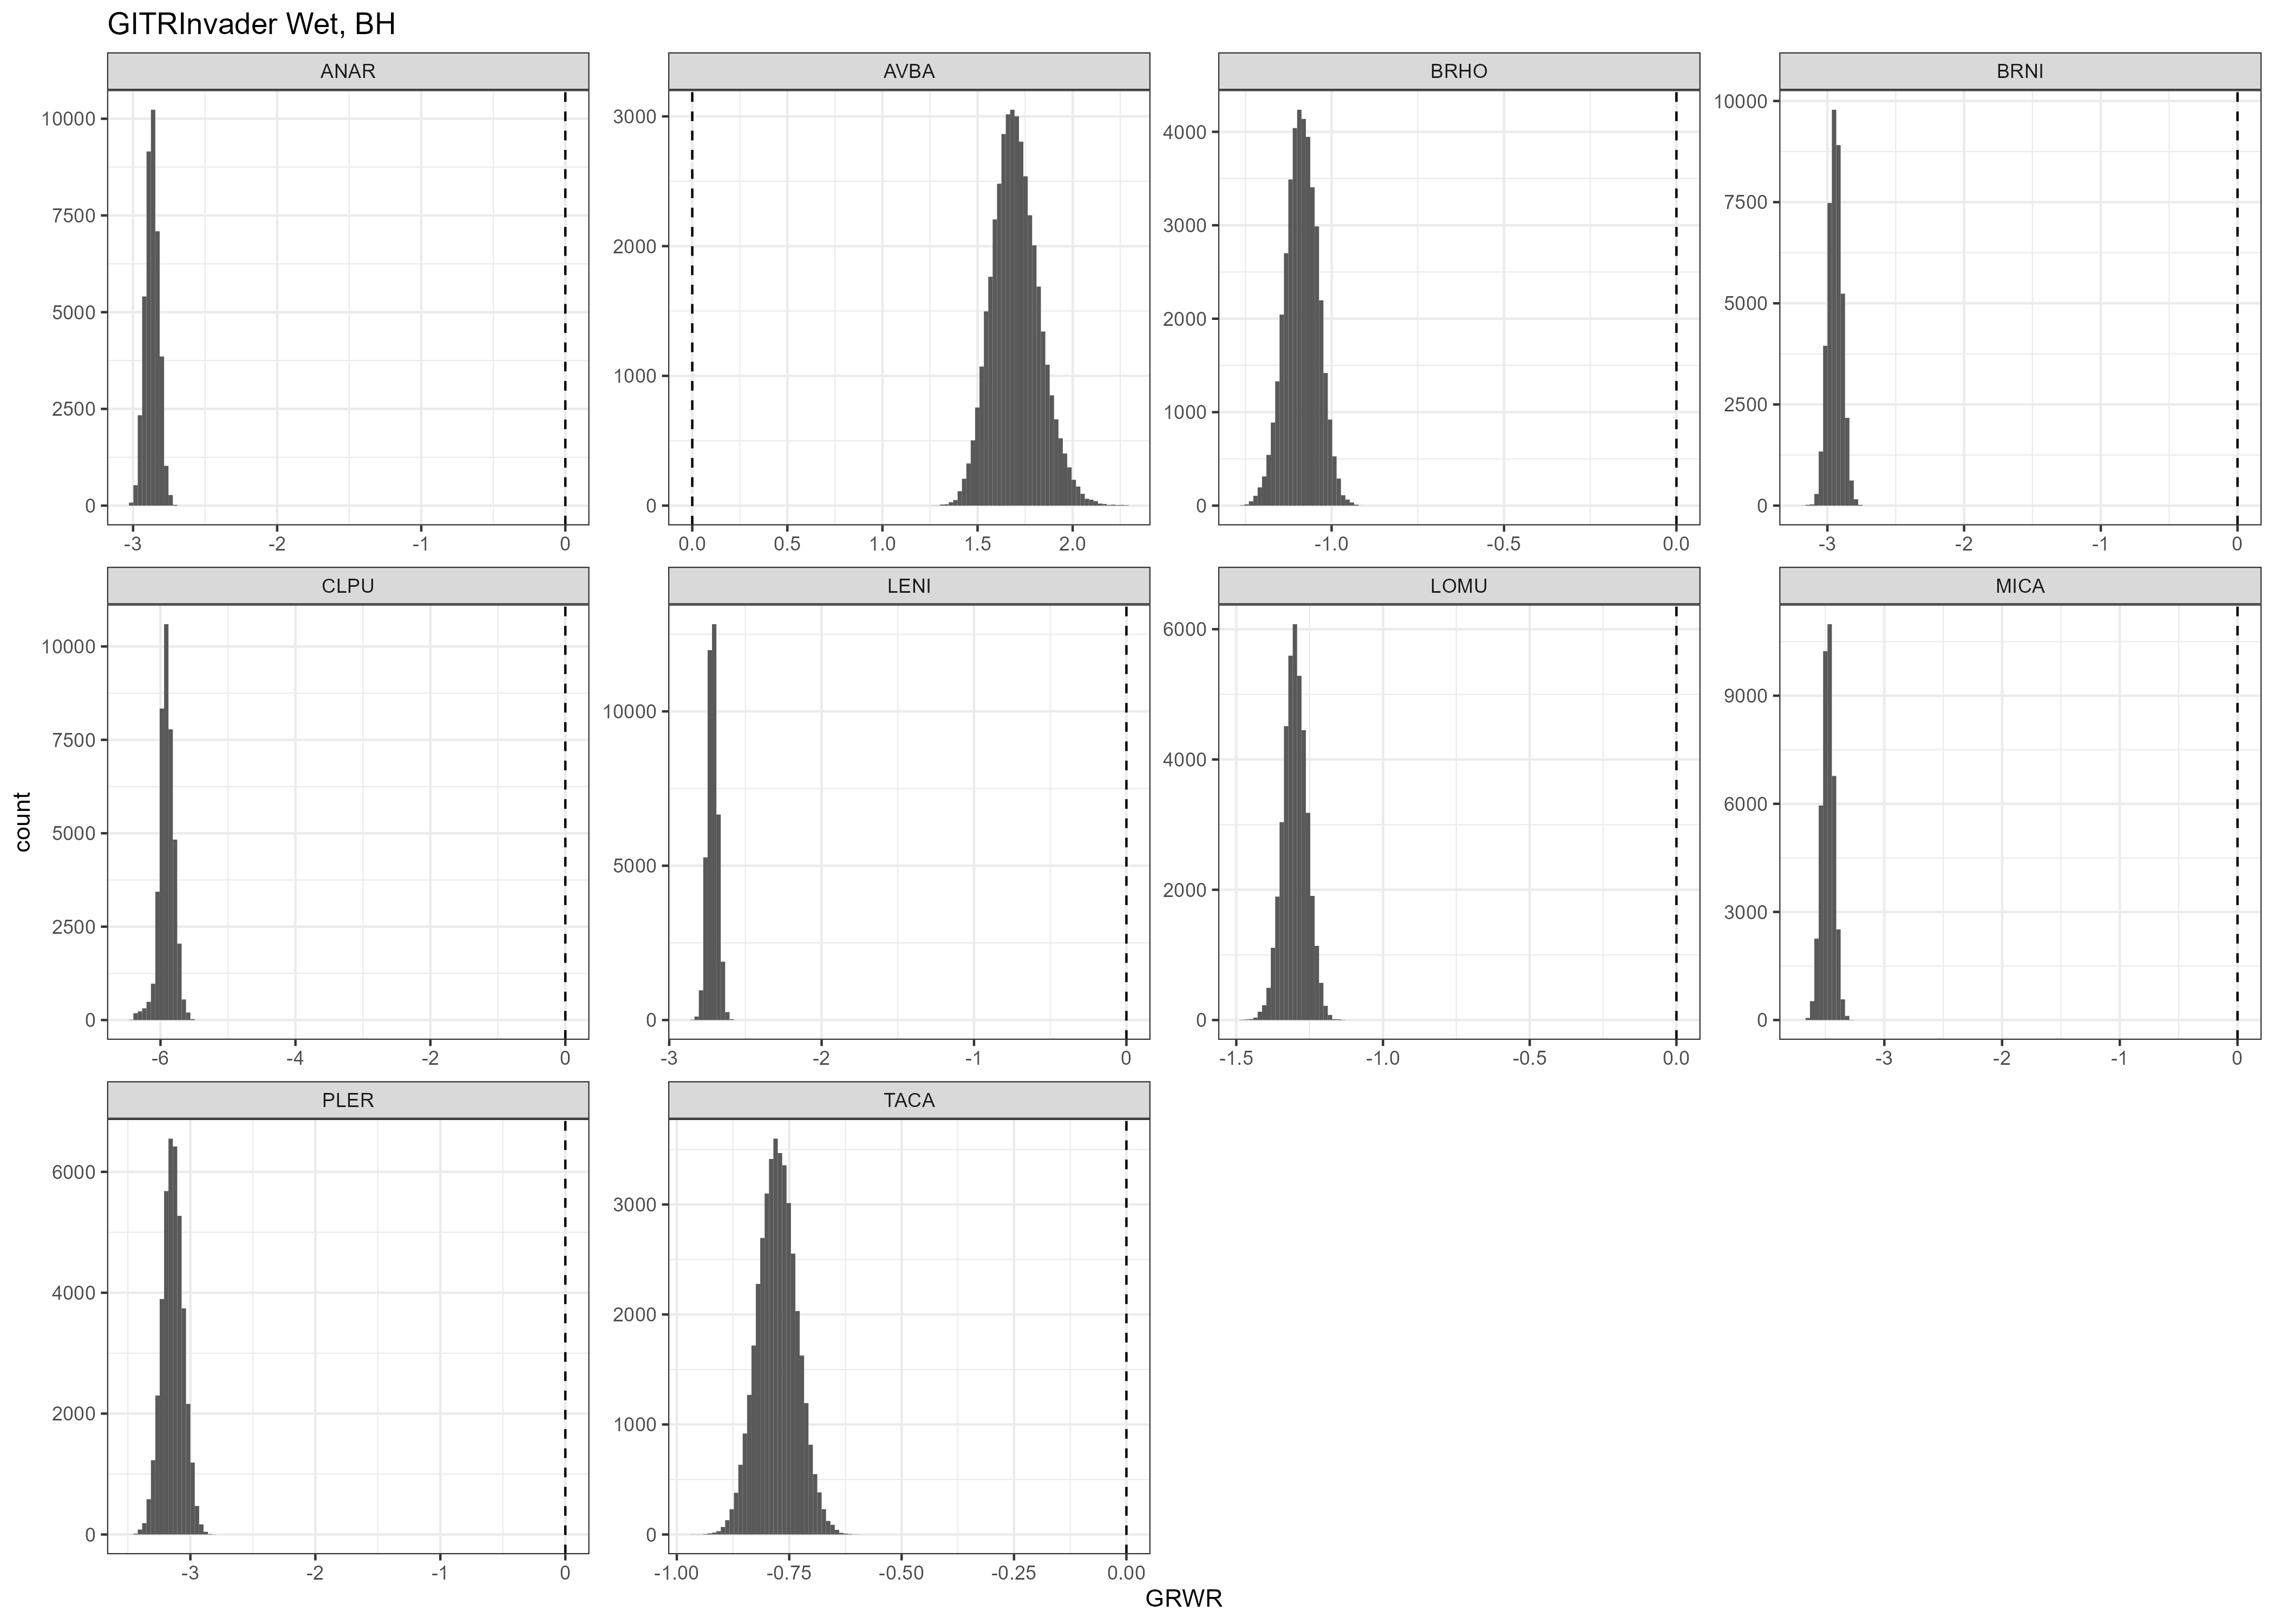 GITRInvader Wet, BH
ANAR AVBA BRHO BRNI
10000 3000 4000 10000
7500 2000 3000 7500
5000 1000 2000 5000
2500 0 1000 2500
0 0 0
-3 -2 -1 0 0.0 0.5 1.0 1.5 2.0 -1.0 -0.5 0.0 -3 -2 -1 0
CLPU LENI LOMU MICA
10000 10000 6000 9000
7500 5000 4000 6000
5000 0 2000 3000
2500 0 0
0
-6 -4 -2 0 -3 -2 -1 0 -1.5 -1.0 -0.5 0.0 -3 -2 -1 0
count
PLER TACA
6000 3000
4000 2000
2000 1000
0 0
-3 -2 -1 0 -1.00 -0.75 -0.50 -0.25 0.00
GRWR